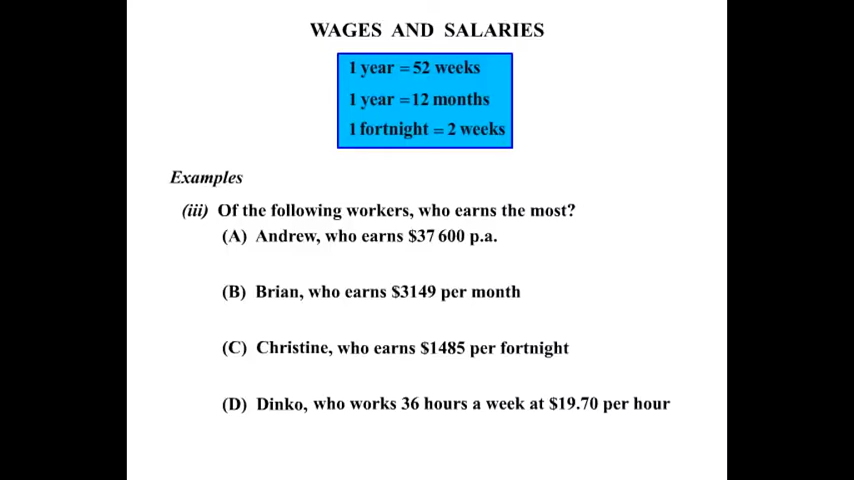 WAGES AND SALARIES
1 year = 52 weeks
1 year = 12 months
1 fortnight = 2 weeks
Examples
(iii) Of the following workers, who earns the most?
(A) Andrew, who earns $37 600 p.a.
(B) Brian, who earns $3149 per month
(C) Christine, who earns $1485 per fortnight
(D) Dinko, who works 36 hours a week at $19.70 per hour